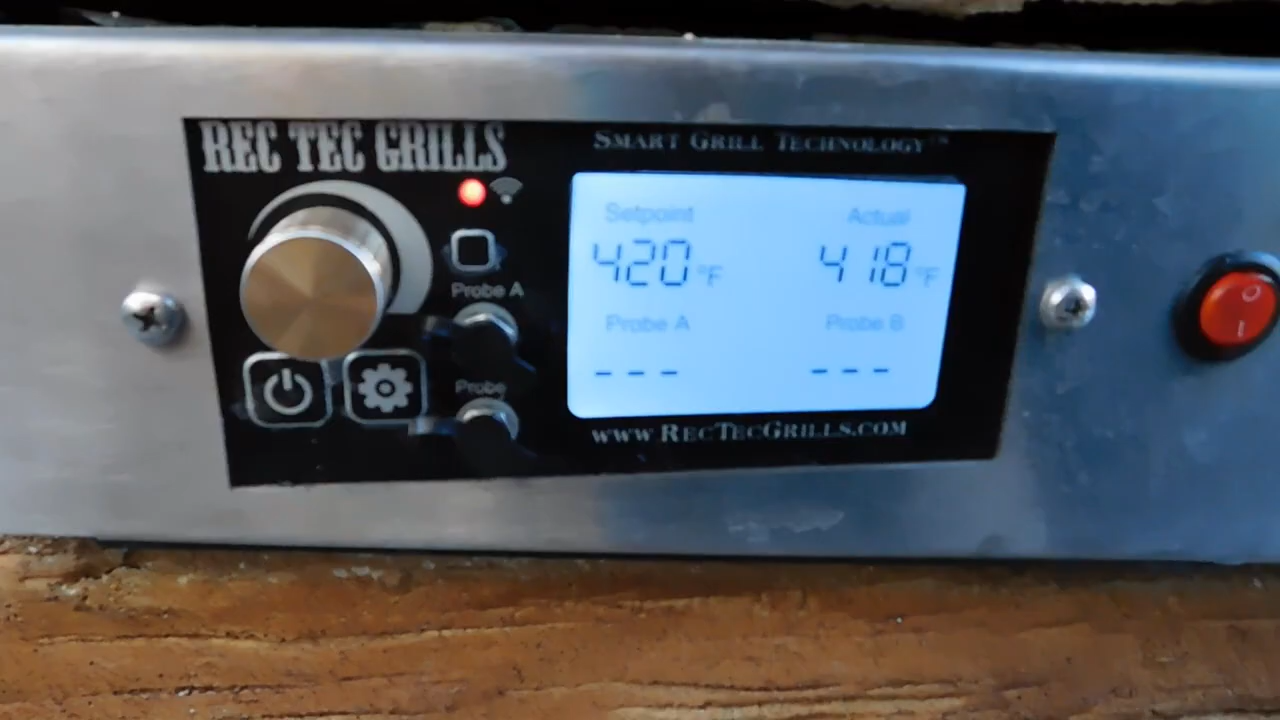 REC TEC GRILLS
SMART GRILL TECHNOLOGY™
Setpoint Actual
420°F 418°F
Probe A Probe B
--- ---
Probe A
Probe
WWW.RECTECGRILLS.COM